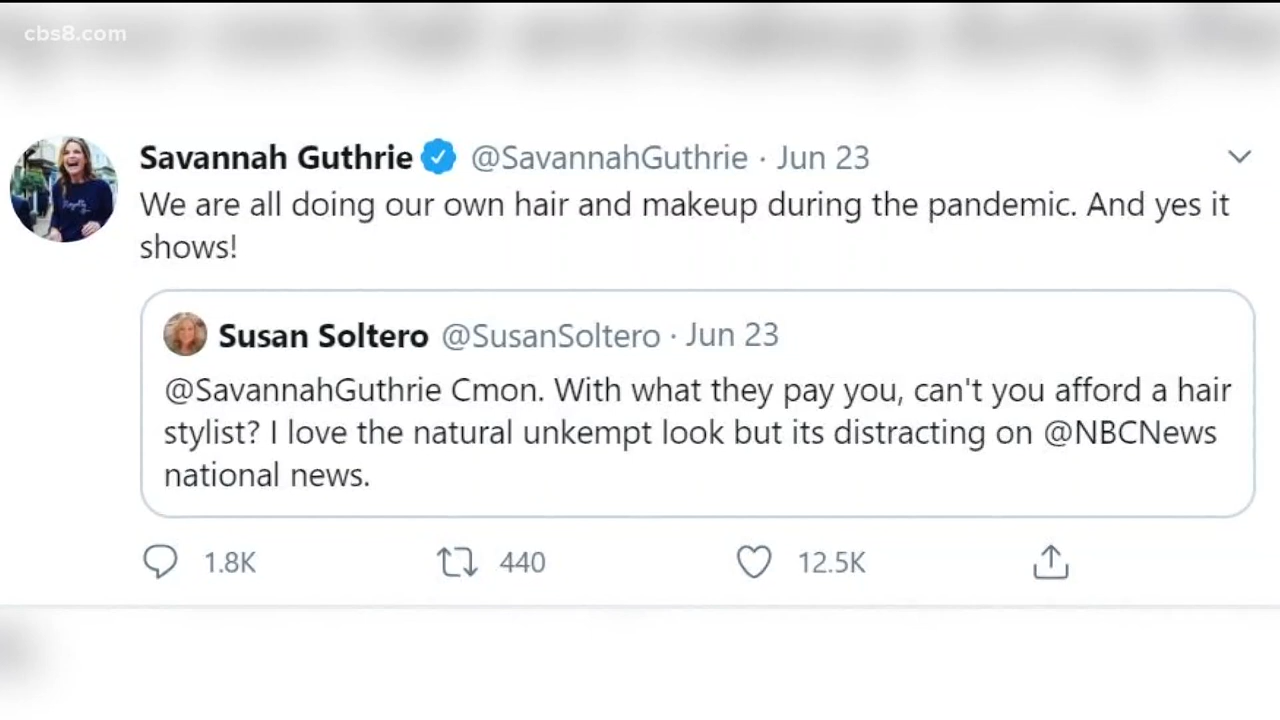 cbs8.com
Savannah Guthrie @SavannahGuthrie · Jun 23
We are all doing our own hair and makeup during the pandemic. And yes it
shows!
Susan Soltero @SusanSoltero · Jun 23
@SavannahGuthrie Cmon. With what they pay you, can't you afford a hair
stylist? I love the natural unkempt look but its distracting on @NBCNews
national news.
1.8K 440 12.5K